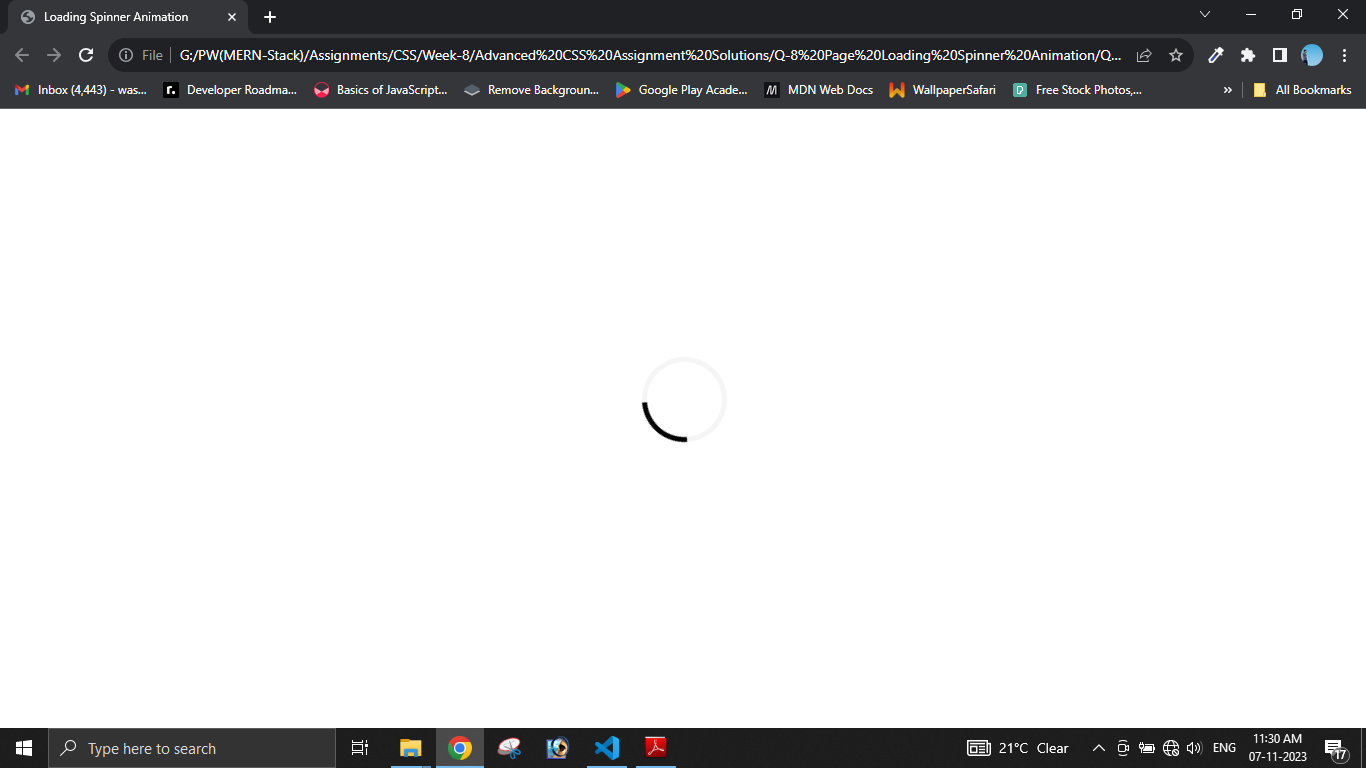 Loading Spinner Animation
File G:/PW(MERN-Stack)/Assignments/CSS/Week-8/Advanced%20CSS%20Assignment%20Solutions/Q-8%20Page%20Loading%20Spinner%20Animation/Q...
Inbox (4,443) - was... Developer Roadma... Basics of JavaScript... Remove Backgroun... Google Play Acade... MDN Web Docs WallpaperSafari Free Stock Photos,... » All Bookmarks
Type here to search 21°C Clear ENG 11:30 AM
07-11-2023 17